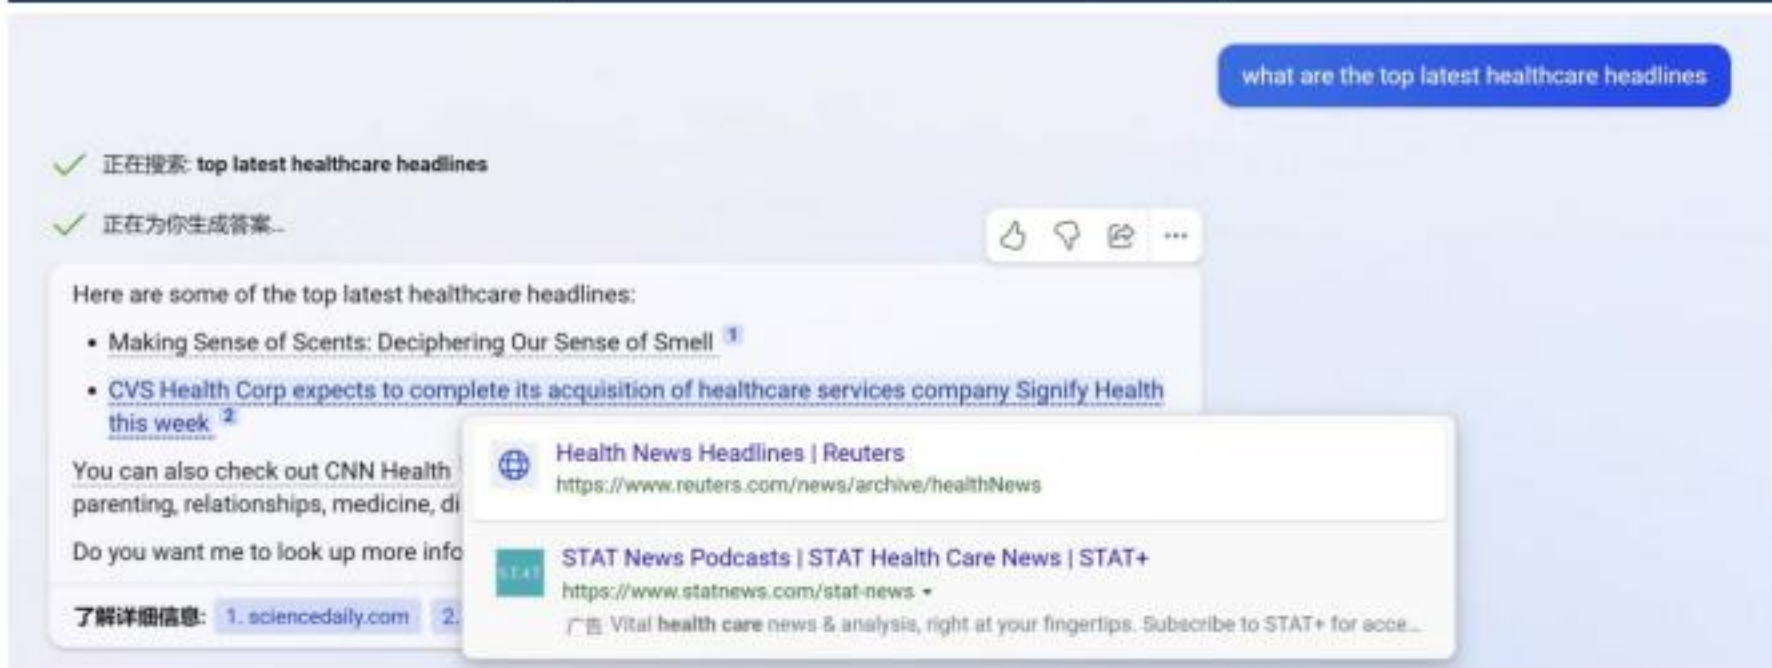 what are the top latest healthcare headlines
正在搜索: top latest healthcare headlines
正在为你生成答案...
Here are some of the top latest healthcare headlines:
• Making Sense of Scents: Deciphering Our Sense of Smell 1
• CVS Health Corp expects to complete its acquisition of healthcare services company Signify Health
this week 2
You can also check out CNN Health
parenting, relationships, medicine, di
Do you want me to look up more info
了解详细信息: 1. sciencedaily.com 2.
Health News Headlines | Reuters
https://www.reuters.com/news/archive/healthNews
STAT
STAT News Podcasts | STAT Health Care News | STAT+
https://www.statnews.com/stat-news
广告 Vital health care news & analysis, right at your fingertips. Subscribe to STAT+ for acce...